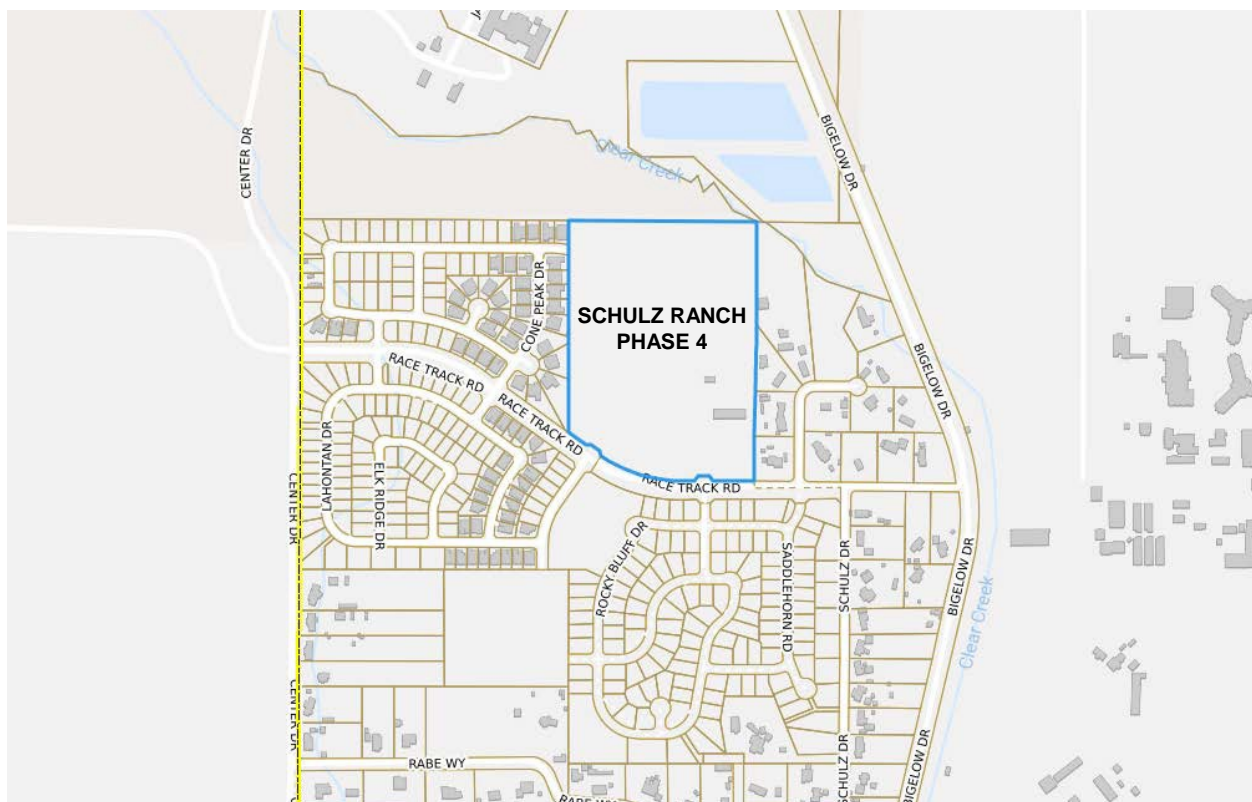 CENTER DR
BIGELOW DR
Clear Creek
CONE PEAK DR
SCHULZ RANCH
PHASE 4
RACE TRACK RD
BIGELOW DR
RACE TRACK RD
LAHONTAN DR
ELK RIDGE DR
CENTER DR
RACE TRACK RD
ROCKY BLUFF DR
SADDLEHORN RD
SCHULZ DR
BIGELOW DR
Clear Creek
CENTER DR
SCHULZ DR
BIGELOW DR
RABE WY